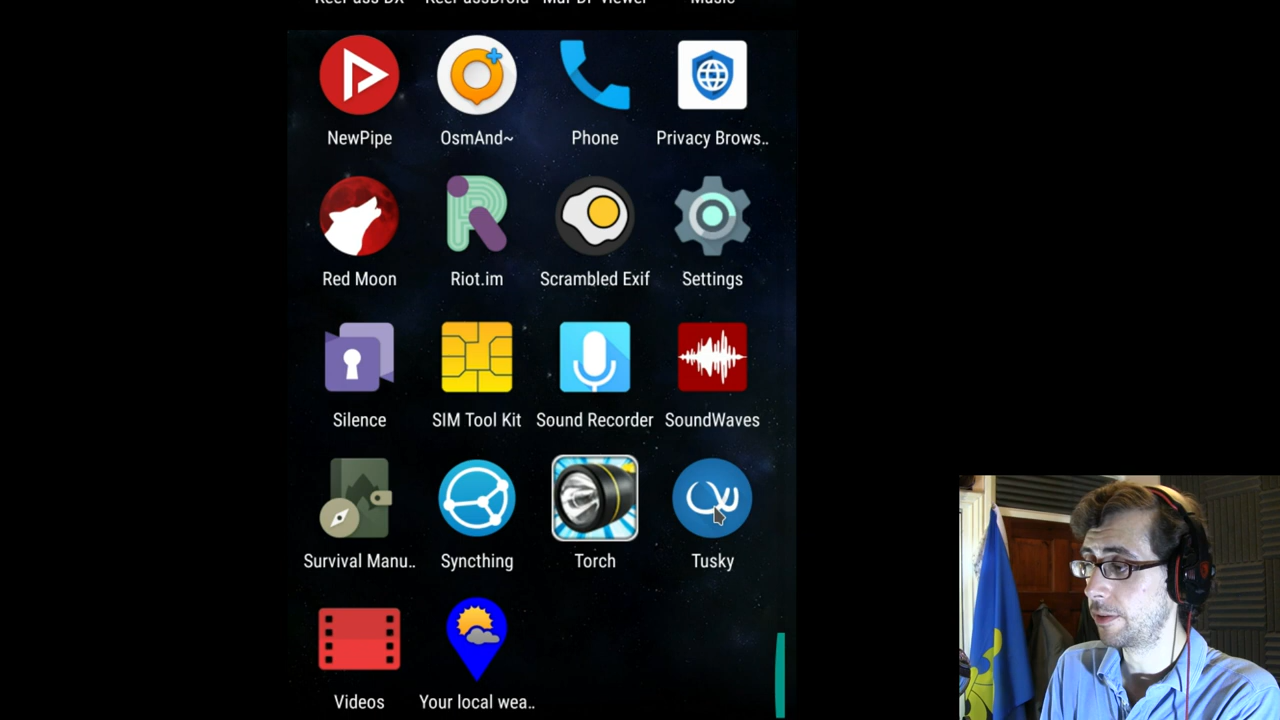 NewPipe OsmAnd~ Phone Privacy Brows..
Red Moon Riot.im Scrambled Exif Settings
Silence SIM Tool Kit Sound Recorder SoundWaves
Survival Manu.. Syncthing Torch Tusky
Videos Your local wea..